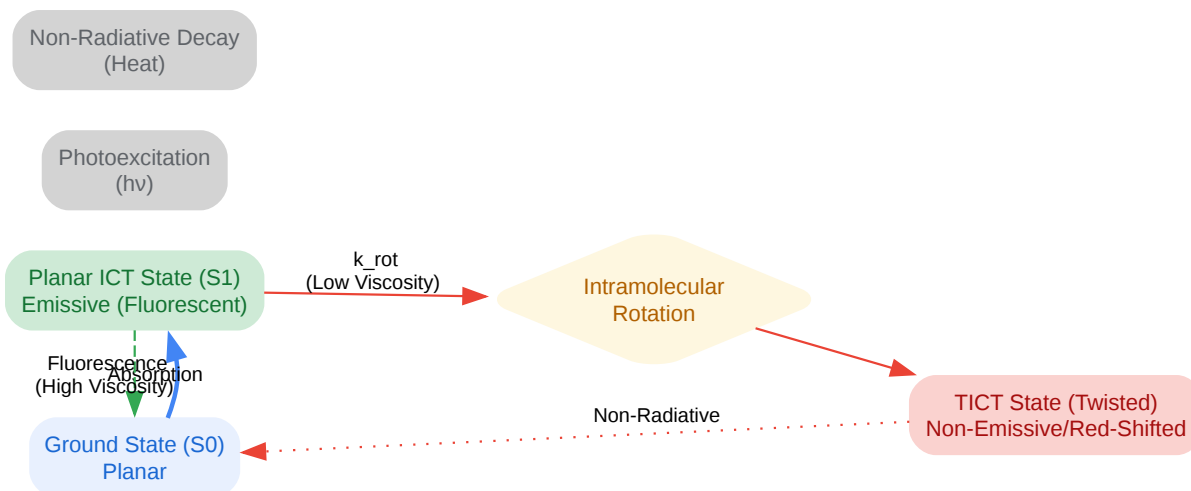 Non-Radiative Decay
(Heat)
Photoexcitation
(hν)
Planar ICT State (S1)
Emissive (Fluorescent)
k_rot
(Low Viscosity)
Intramolecular
Rotation
Fluorescence
(High Viscosity)
Absorption
TICT State (Twisted)
Non-Emissive/Red-Shifted
Non-Radiative
Ground State (S0)
Planar